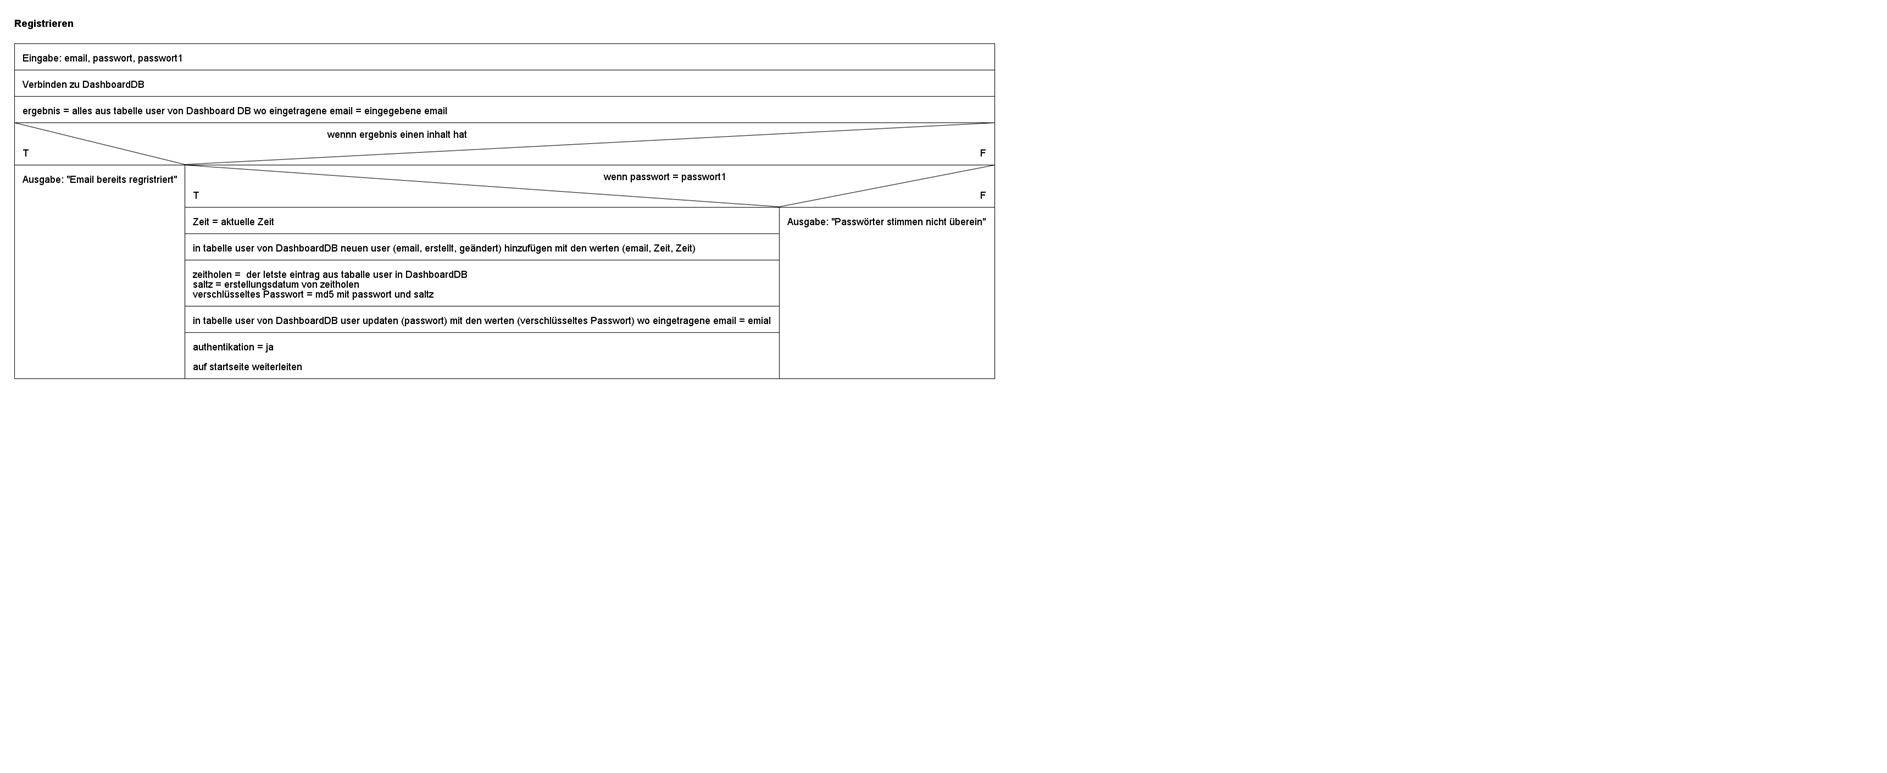 Registrieren
Eingabe: email, passwort, passwort1
Verbinden zu DashboardDB
ergebnis = alles aus tabelle user von Dashboard DB wo eingetragene email = eingegebene email
wennn ergebnis einen inhalt hat
T
F
Ausgabe: "Email bereits regristriert"
wenn passwort = passwort1
T
F
Zeit = aktuelle Zeit
in tabelle user von DashboardDB neuen user (email, erstellt, geändert) hinzufügen mit den werten (email, Zeit, Zeit)
zeitholen =  der letste eintrag aus taballe user in DashboardDB
saltz = erstellungsdatum von zeitholen
verschlüsseltes Passwort = md5 mit passwort und saltz
in tabelle user von DashboardDB user updaten (passwort) mit den werten (verschlüsseltes Passwort) wo eingetragene email = emial
authentikation = ja
auf startseite weiterleiten
Ausgabe: "Passwörter stimmen nicht überein"